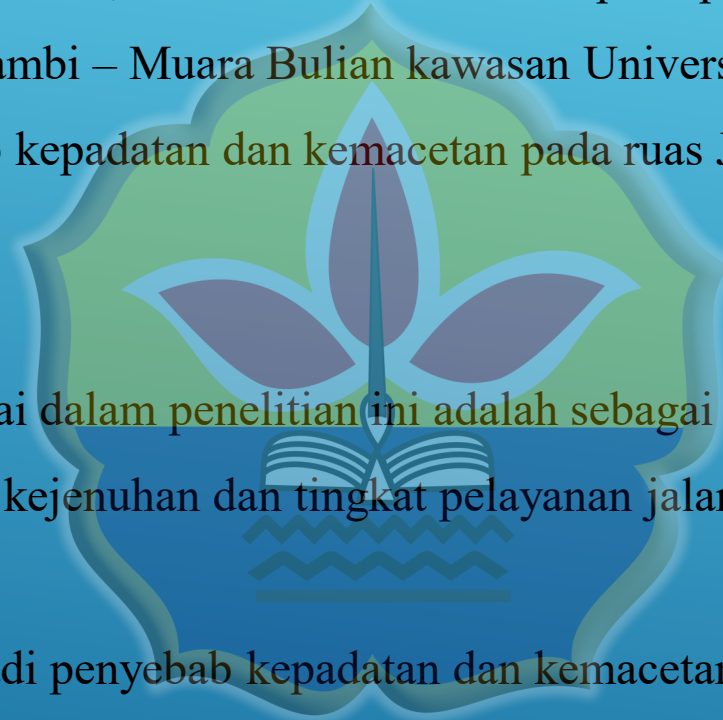 ambi – Muara Bulian kawasan Univers
kepadatan dan kemacetan pada ruas J
ai dalam penelitian ini adalah sebagai
kejenuhan dan tingkat pelayanan jalan
di penyebab kepadatan dan kemacetan